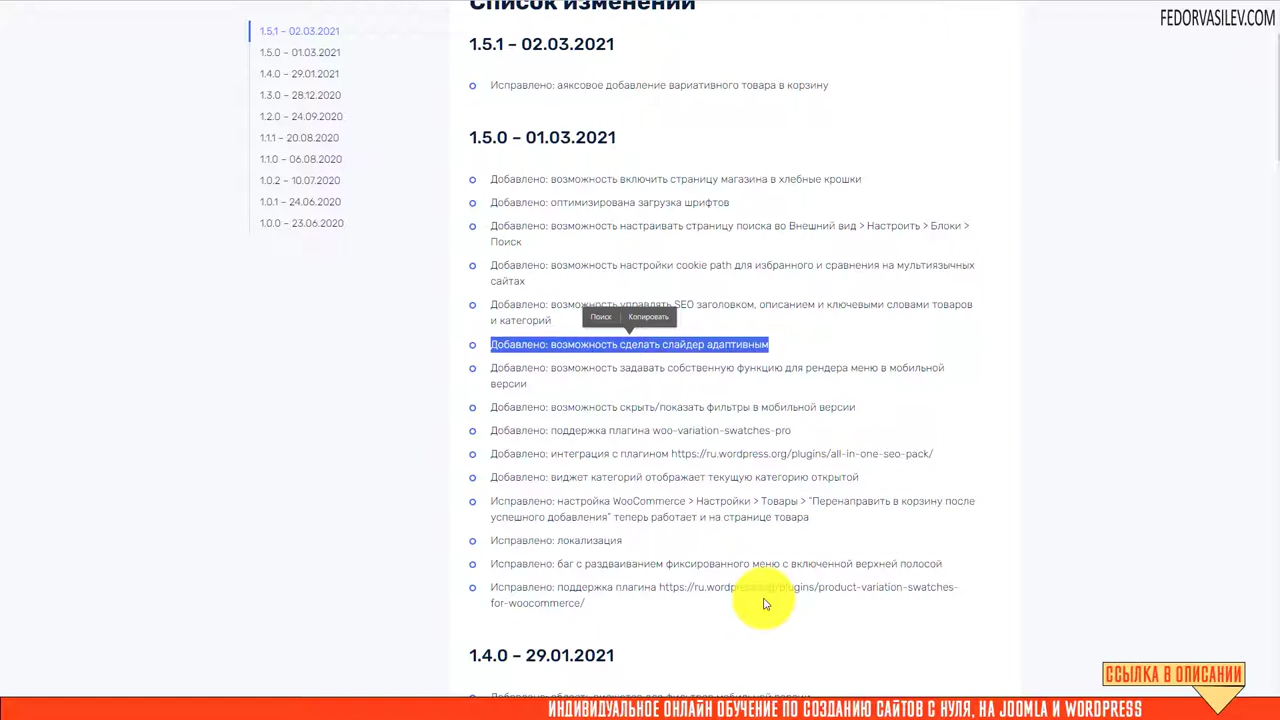 Список изменений
FEDORVASILEV.COM
1.5.1 – 02.03.2021
1.5.0 – 01.03.2021
1.4.0 – 29.01.2021
1.3.0 – 28.12.2020
1.2.0 – 24.09.2020
1.1.1 – 20.08.2020
1.1.0 – 06.08.2020
1.0.2 – 10.07.2020
1.0.1 – 24.06.2020
1.0.0 – 23.06.2020
1.5.1 – 02.03.2021
Исправлено: аяксовое добавление вариативного товара в корзину
1.5.0 – 01.03.2021
Добавлено: возможность включить страницу магазина в хлебные крошки
Добавлено: оптимизирована загрузка шрифтов
Добавлено: возможность настраивать страницу поиска во Внешний вид > Настроить > Блоки >
Поиск
Добавлено: возможность настройки cookie path для избранного и сравнения на мультиязычных
сайтах
Добавлено: возможность управлять SEO заголовком, описанием и ключевыми словами товаров
и категорий
Поиск | Копировать
Добавлено: возможность сделать слайдер адаптивным
Добавлено: возможность задавать собственную функцию для рендера меню в мобильной
версии
Добавлено: возможность скрыть/показать фильтры в мобильной версии
Добавлено: поддержка плагина woo-variation-swatches-pro
Добавлено: интеграция с плагином https://ru.wordpress.org/plugins/all-in-one-seo-pack/
Добавлено: виджет категорий отображает текущую категорию открытой
Исправлено: настройка WooCommerce > Настройки > Товары > "Перенаправить в корзину после
успешного добавления" теперь работает и на странице товара
Исправлено: локализация
Исправлено: баг с раздваиванием фиксированного меню с включенной верхней полосой
Исправлено: поддержка плагина https://ru.wordpress.org/plugins/product-variation-swatches-
for-woocommerce/
1.4.0 – 29.01.2021
Добавлено: область виджетов для фильтров мобильной версии
ССЫЛКА В ОПИСАНИИ
ИНДИВИДУАЛЬНОЕ ОНЛАЙН ОБУЧЕНИЕ ПО СОЗДАНИЮ САЙТОВ С НУЛЯ, НА JOOMLA И WORDPRESS